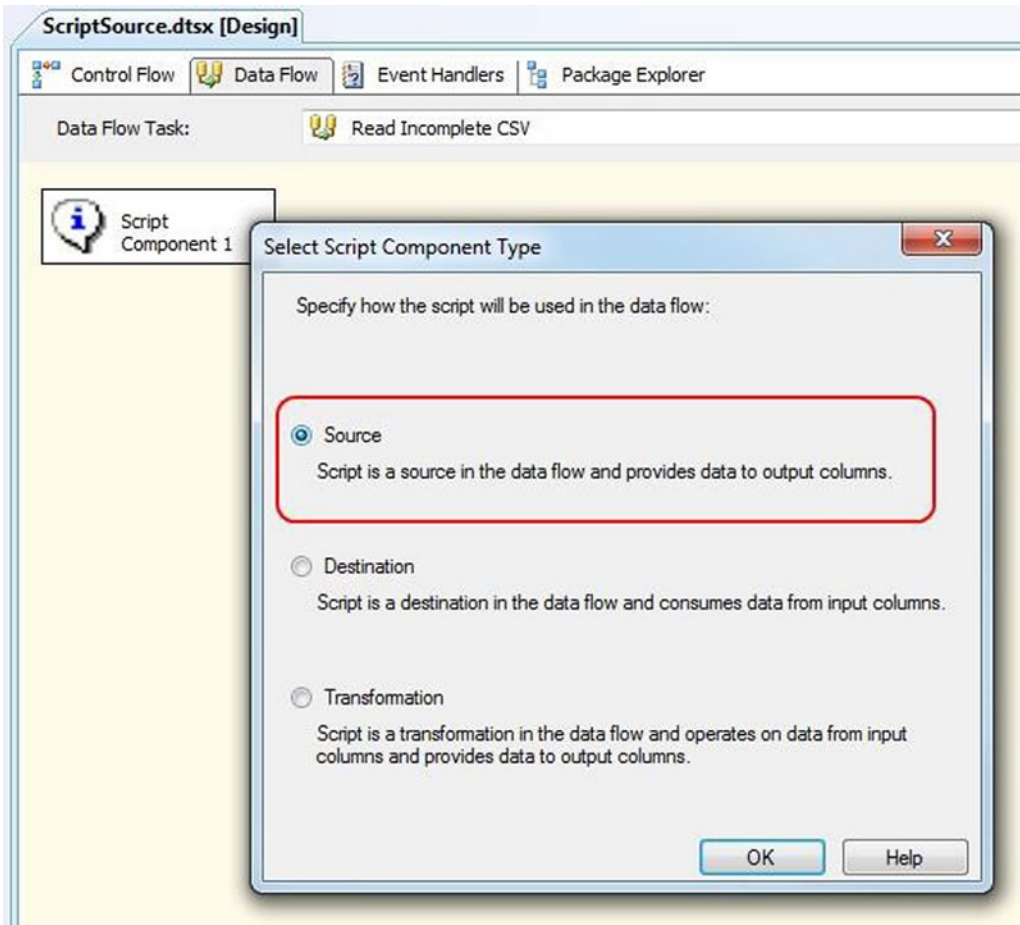 ScriptSource.dtsx [Design]
Control Flow Data Flow Event Handlers Package Explorer
Data Flow Task: Read Incomplete CSV
Script
Component 1
Select Script Component Type
Specify how the script will be used in the data flow:
Source
Script is a source in the data flow and provides data to output columns.
Destination
Script is a destination in the data flow and consumes data from input columns.
Transformation
Script is a transformation in the data flow and operates on data from input
columns and provides data to output columns.
OK Help